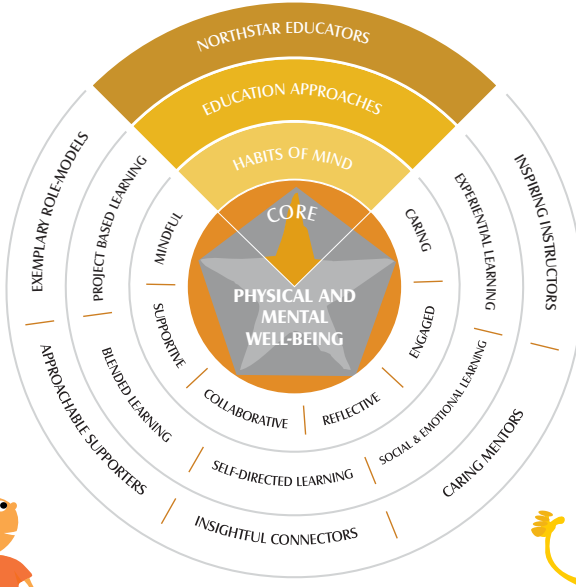 NORTHSTAR EDUCATORS
EDUCATION APPROACHES
HABITS OF MIND
CORE
PHYSICAL AND
MENTAL
WELL-BEING
MINDFUL
SUPPORTIVE
COLLABORATIVE
REFLECTIVE
ENGAGED
CARING
PROJECT BASED LEARNING
BLENDED LEARNING
SELF-DIRECTED LEARNING
SOCIAL & EMOTIONAL LEARNING
EXPERIENTIAL LEARNING
EXEMPLARY ROLE-MODELS
APPROACHABLE SUPPORTERS
INSIGHTFUL CONNECTORS
CARING MENTORS
INSPIRING INSTRUCTORS